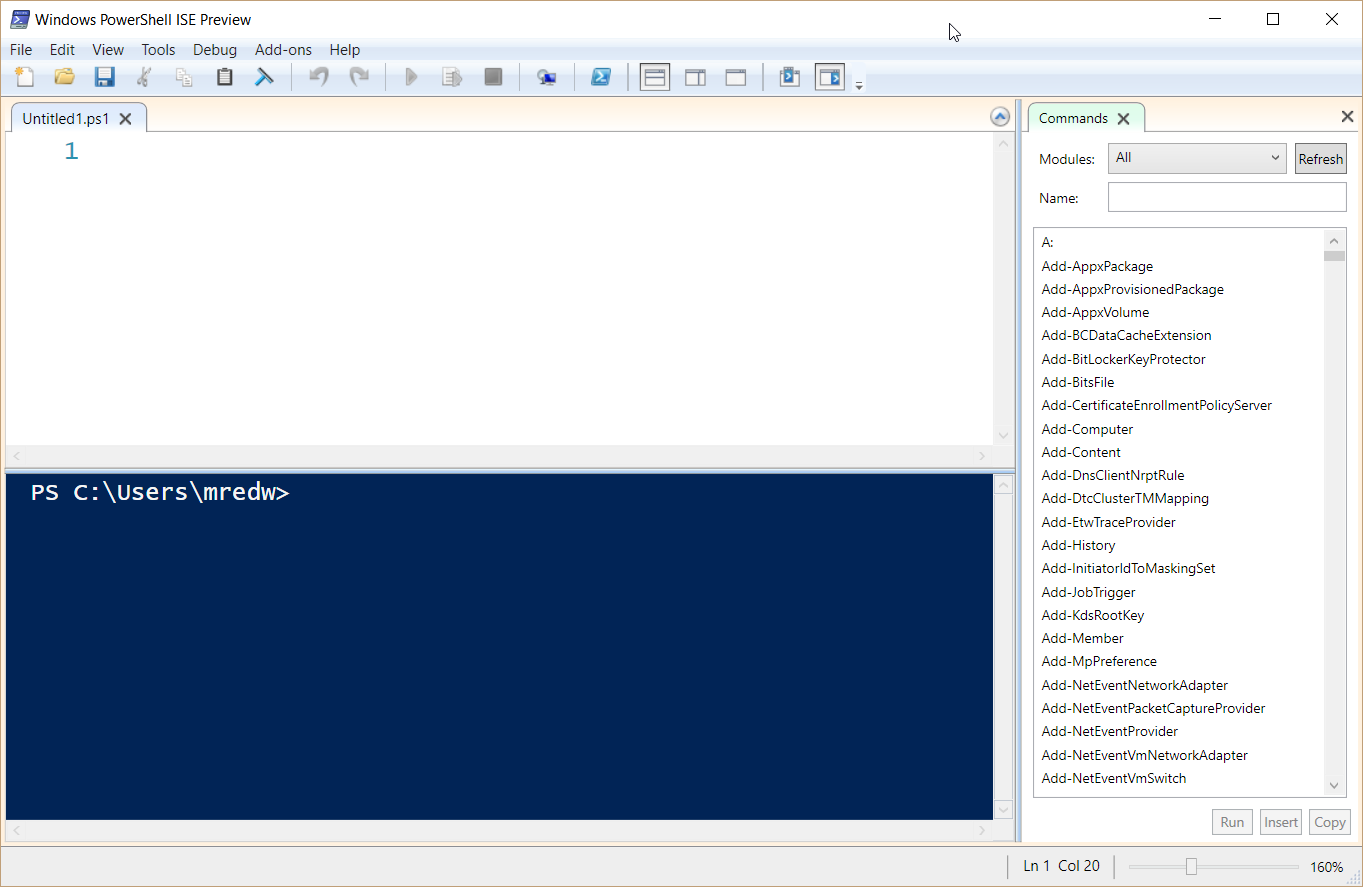 Windows PowerShell ISE Preview
File Edit View Tools Debug Add-ons Help
Untitled1.ps1
1
PS C:\Users\mredw>
Commands
Modules: All Refresh
Name:
A:
Add-AppxPackage
Add-AppxProvisionedPackage
Add-AppxVolume
Add-BCDataCacheExtension
Add-BitLockerKeyProtector
Add-BitsFile
Add-CertificateEnrollmentPolicyServer
Add-Computer
Add-Content
Add-DnsClientNrptRule
Add-DtcClusterTMMapping
Add-EtwTraceProvider
Add-History
Add-InitiatorIdToMaskingSet
Add-JobTrigger
Add-KdsRootKey
Add-Member
Add-MpPreference
Add-NetEventNetworkAdapter
Add-NetEventPacketCaptureProvider
Add-NetEventProvider
Add-NetEventVmNetworkAdapter
Add-NetEventVmSwitch
Run Insert Copy
Ln 1 Col 20 160%